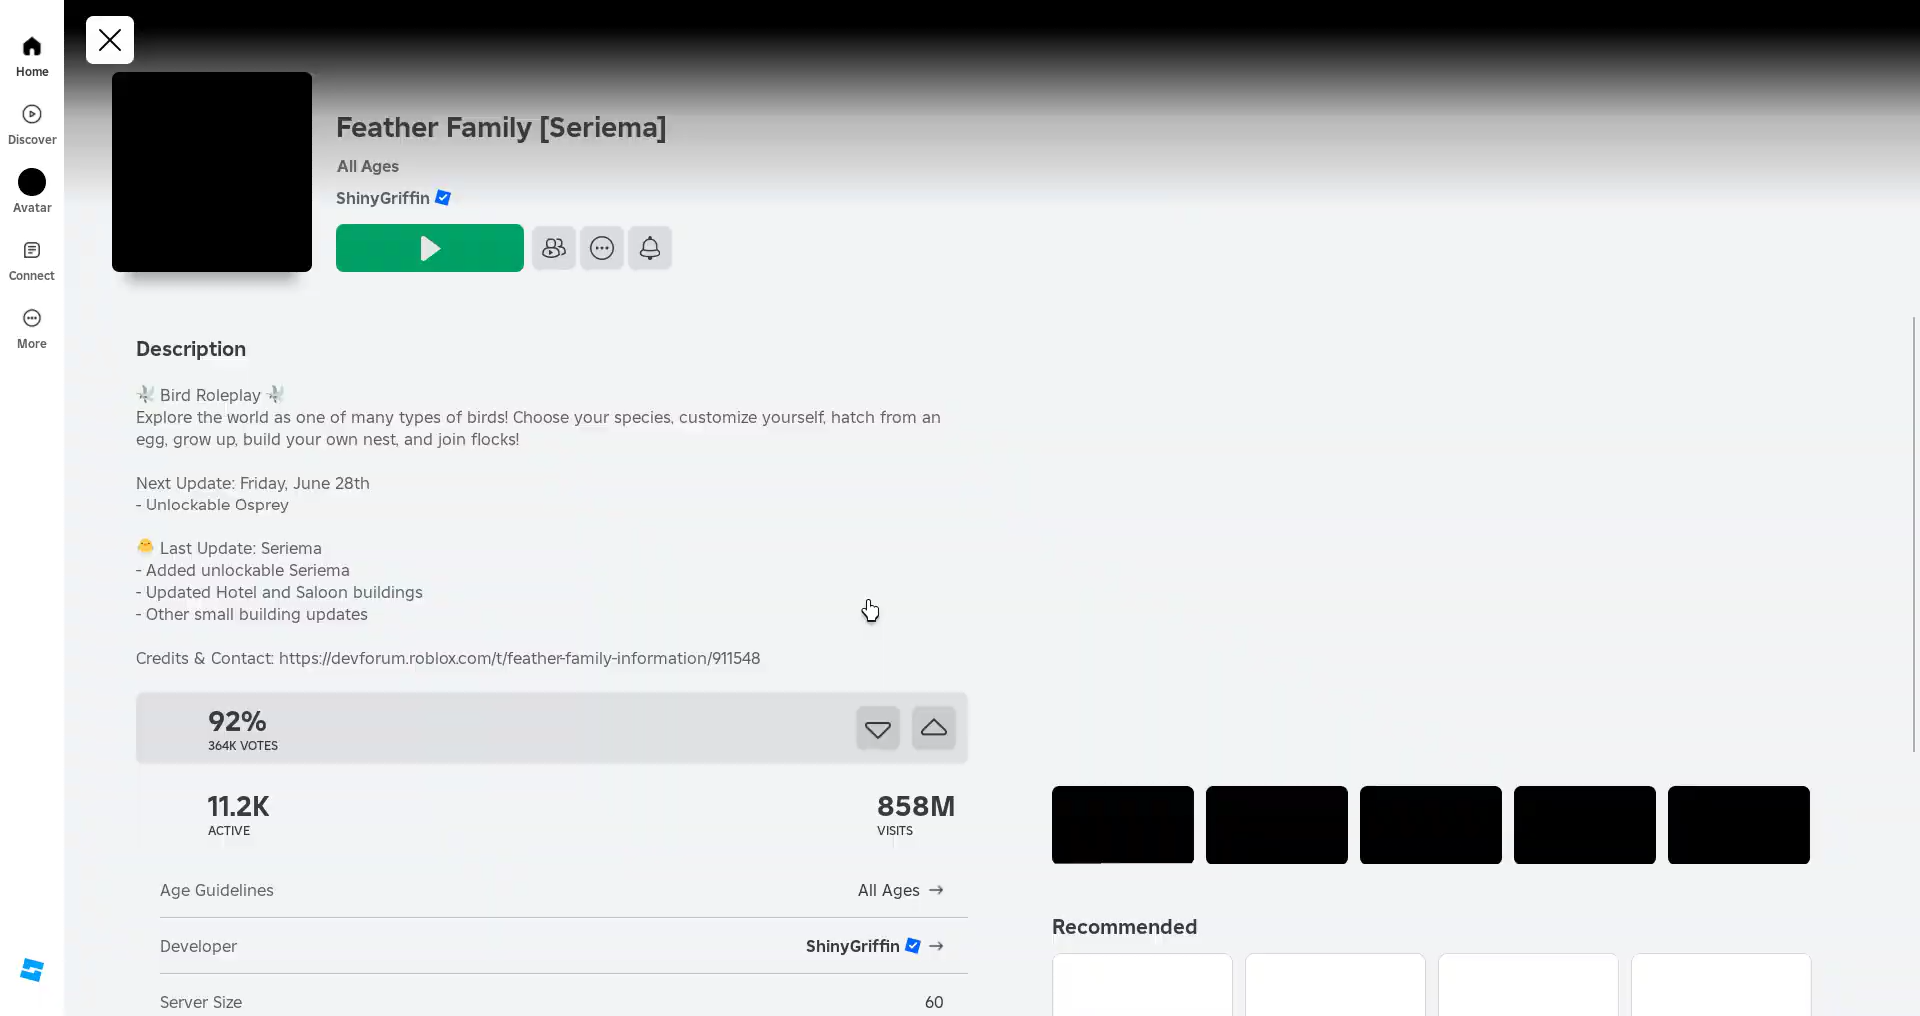 Home
Discover
Avatar
Connect
More
Feather Family [Seriema]
All Ages
ShinyGriffin
Description
🕊️ Bird Roleplay 🕊️
Explore the world as one of many types of birds! Choose your species, customize yourself, hatch from an
egg, grow up, build your own nest, and join flocks!
Next Update: Friday, June 28th
- Unlockable Osprey
🐥 Last Update: Seriema
- Added unlockable Seriema
- Updated Hotel and Saloon buildings
- Other small building updates
Credits & Contact: https://devforum.roblox.com/t/feather-family-information/911548
92%
364K VOTES
11.2K
ACTIVE
858M
VISITS
Age Guidelines
All Ages
Developer
ShinyGriffin
Server Size
60
Recommended